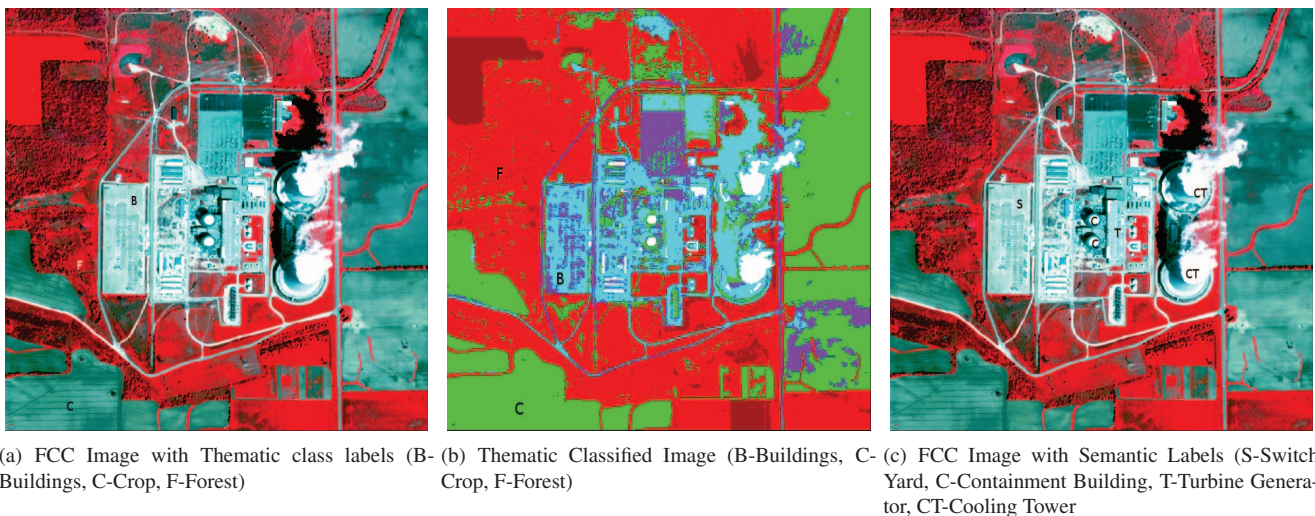 B
F
C
F
B
C
S
C
C
T
CT
CT
(a) FCC Image with Thematic class labels (B-
Buildings, C-Crop, F-Forest)
(b) Thematic Classified Image (B-Buildings, C-
Crop, F-Forest)
(c) FCC Image with Semantic Labels (S-Switch
Yard, C-Containment Building, T-Turbine Genera-
tor, CT-Cooling Tower